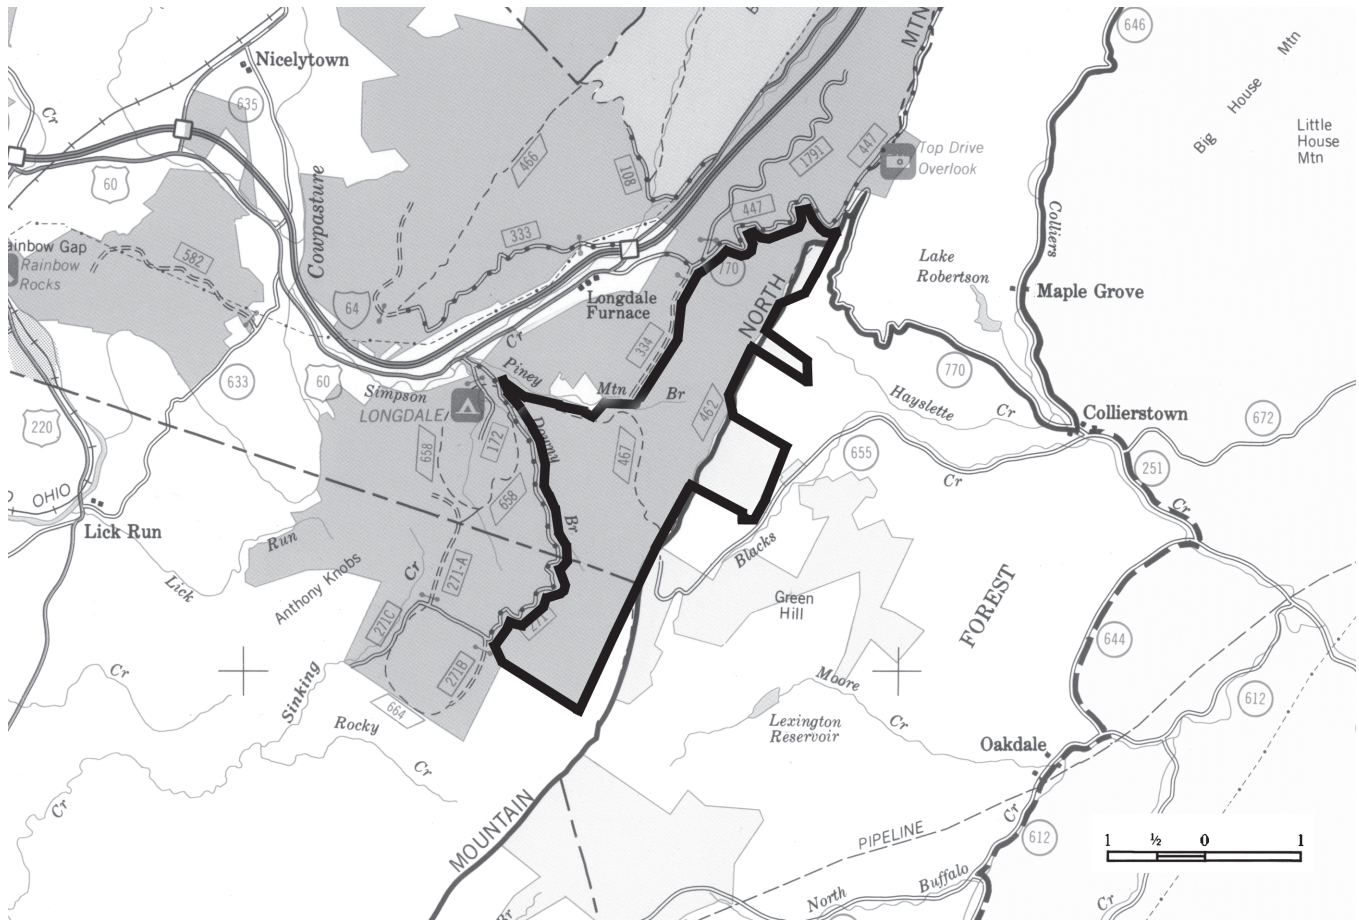 MTN
646
Nicelytown
Cr
635
Big
House
Mtn
Little
House
Mtn
60
Cowpasture
466
108
1791
447
Top Drive
Overlook
447
333
Colliers
ainbow Gap
Rainbow
Rocks
582
770
Lake
Robertson
Maple Grove
64
Longdale
Furnace
NORTH
Cr
334
633
60
Piney
Mtn
Br
770
Simpson
LONGDALE
Hayslette
Cr
Collierstown
462
672
220
658
172
Downy
467
655
251
OHIO
658
Cr
Cr
Lick Run
Br
Run
Blacks
Lick
Anthony Knobs
Cr
271-A
Green
Hill
FOREST
271C
271
644
Cr
271B
Sinking
Moore
612
664
Rocky
Lexington
Reservoir
Cr
Oakdale
Cr
Cr
MOUNTAIN
Cr
612
PIPELINE
1 ½ 0 1
North
Buffalo
Cr
Br